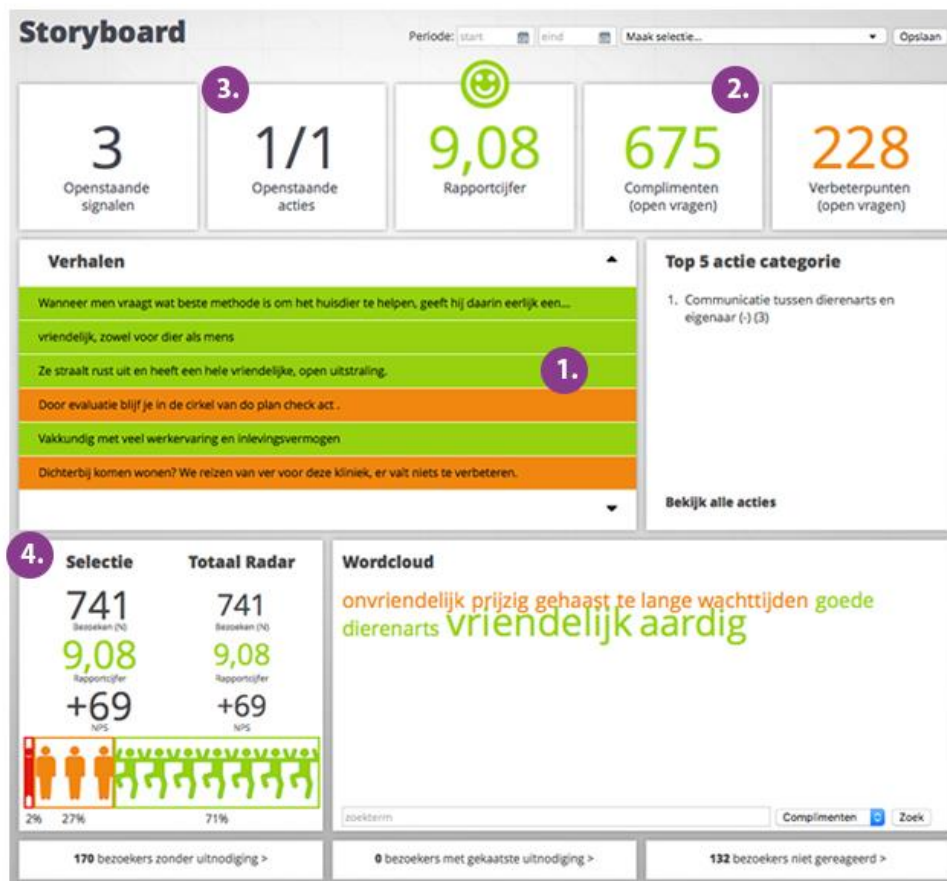 Storyboard
Periode: start eind Maak selectie... Opslaan
3. 2.
3 1/1 9,08 675 228
Openstaande signalen
Openstaande acties
Rapportcijfer
Complimenten (open vragen)
Verbeterpunten (open vragen)
Verhalen
Wanneer men vraagt wat beste methode is om het huisdier te helpen, geeft hij daarin eerlijk een...
vriendelijk, zowel voor dier als mens
Ze straalt rust uit en heeft een hele vriendelijke, open uitstraling.
1.
Door evaluatie blijf je in de cirkel van do plan check act .
Vakkundig met veel werkervaring en inlevingsvermogen
Dichterbij komen wonen? We reizen van ver voor deze kliniek, er valt niets te verbeteren.
Top 5 actie categorie
1. Communicatie tussen dierenarts en
eigenaar (-) (3)
Bekijk alle acties
4.
Selectie Totaal Radar
741 741
Bezoeken (N) Bezoeken (N)
9,08 9,08
Rapportcijfer Rapportcijfer
+69 +69
NPS NPS
2% 27% 71%
Wordcloud
onvriendelijk prijzig gehaast te lange wachttijden goede
dierenarts vriendelijk aardig
zoekterm Complimenten Zoek
170 bezoekers zonder uitnodiging >
0 bezoekers met gekaatste uitnodiging >
132 bezoekers niet gereageerd >